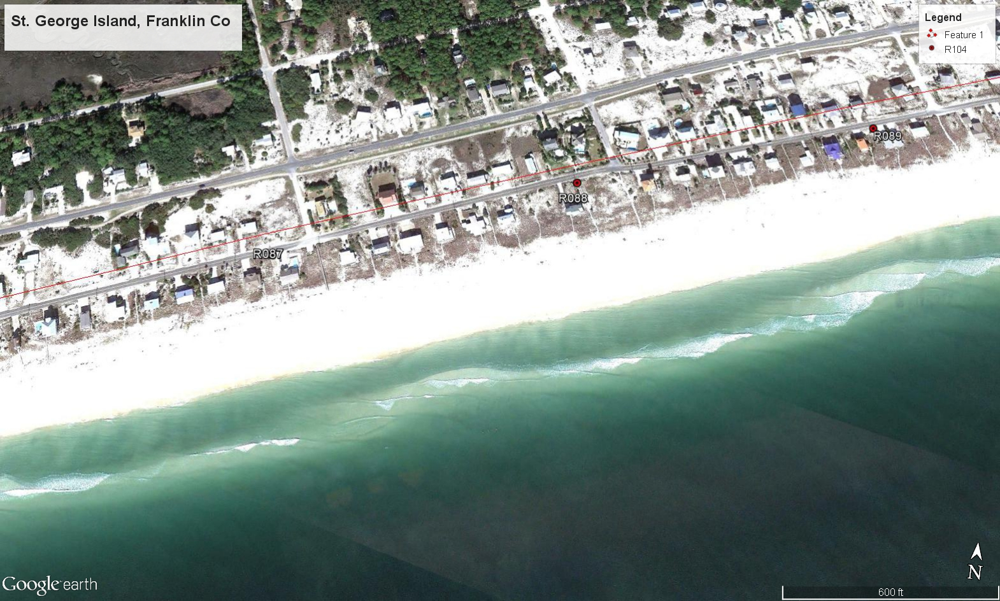 St. George Island, Franklin Co
Legend
Feature 1
R104
R089
R088
R087
N
Google earth
600 ft